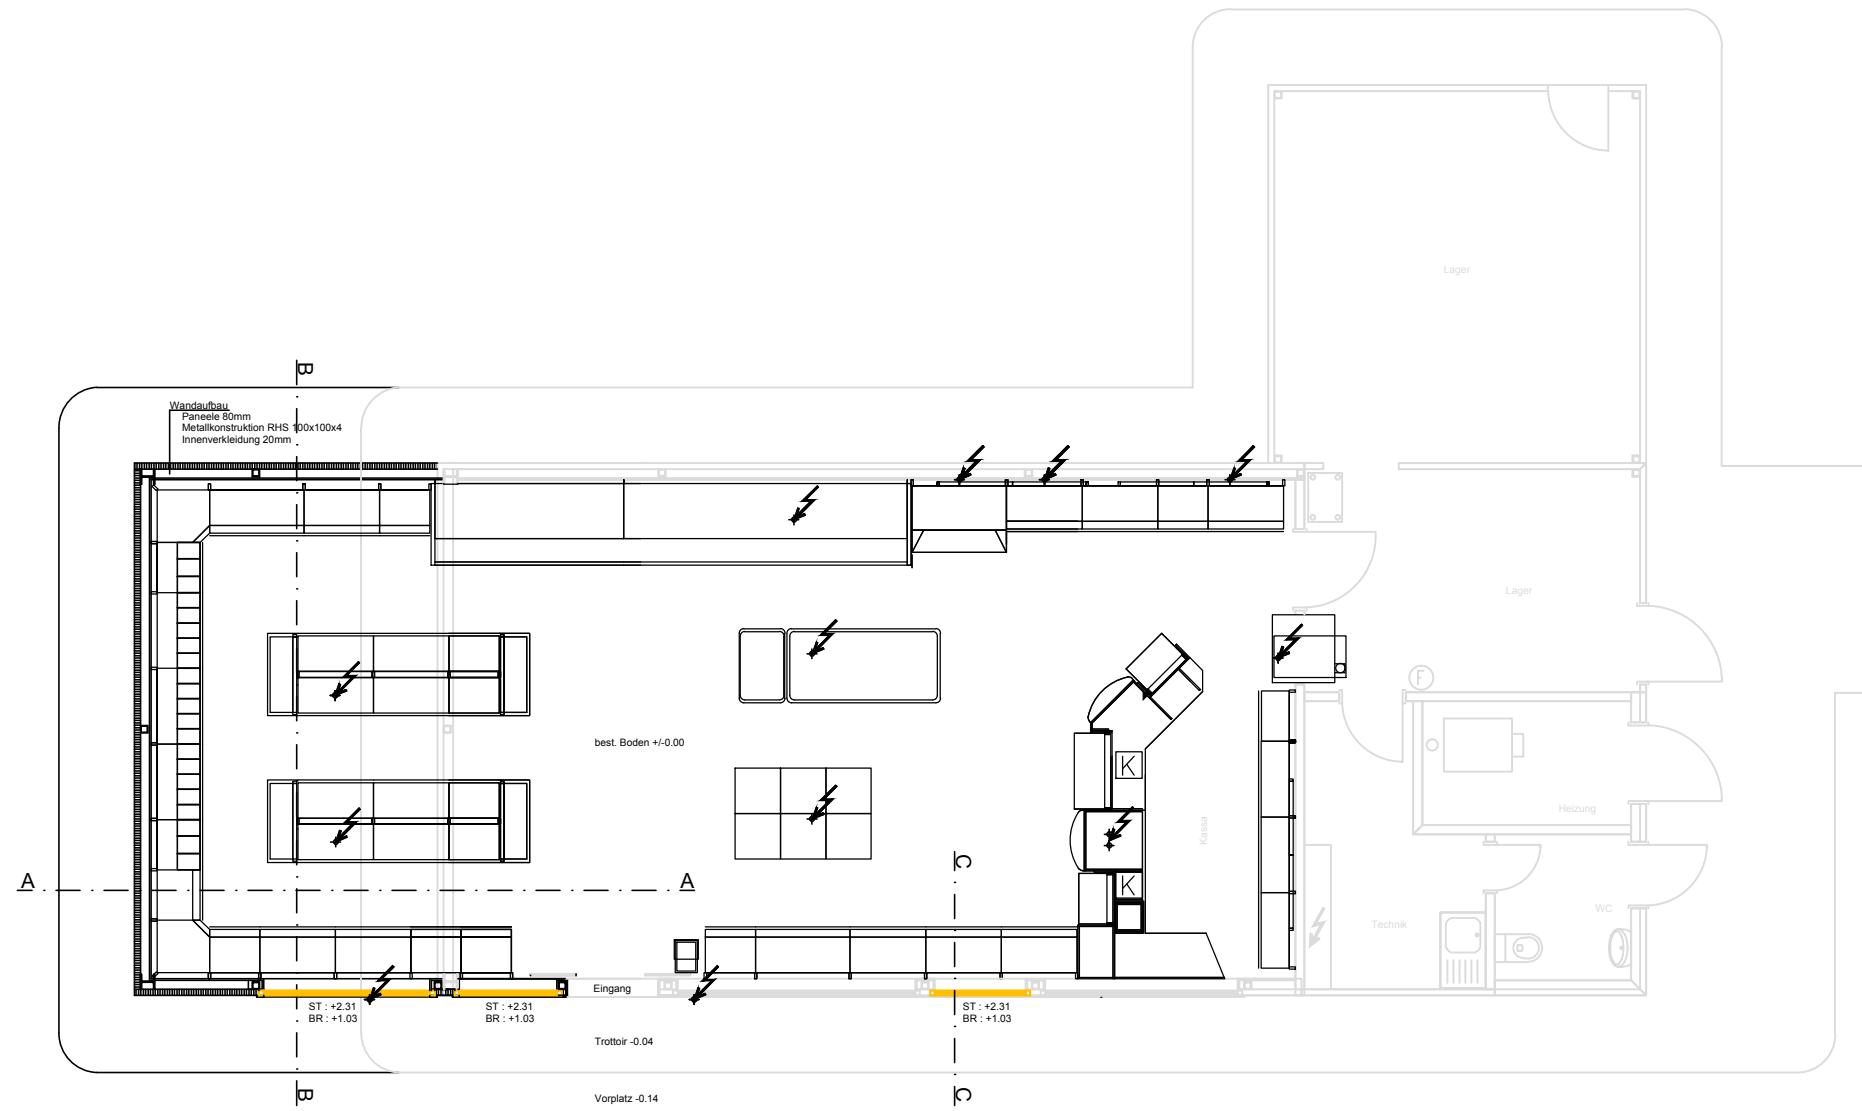 Lager
B
Wandaufbau
Paneele 80mm
Metallkonstruktion RHS 100x100x4
Innenverkleidung 20mm
Lager
F
best. Boden +/-0.00
K
Heizung
Kassa
C
A
A
K
WC
Technik
Eingang
ST : +2.31
BR : +1.03
ST : +2.31
BR : +1.03
ST : +2.31
BR : +1.03
Trottoir -0.04
B
C
Vorplatz -0.14